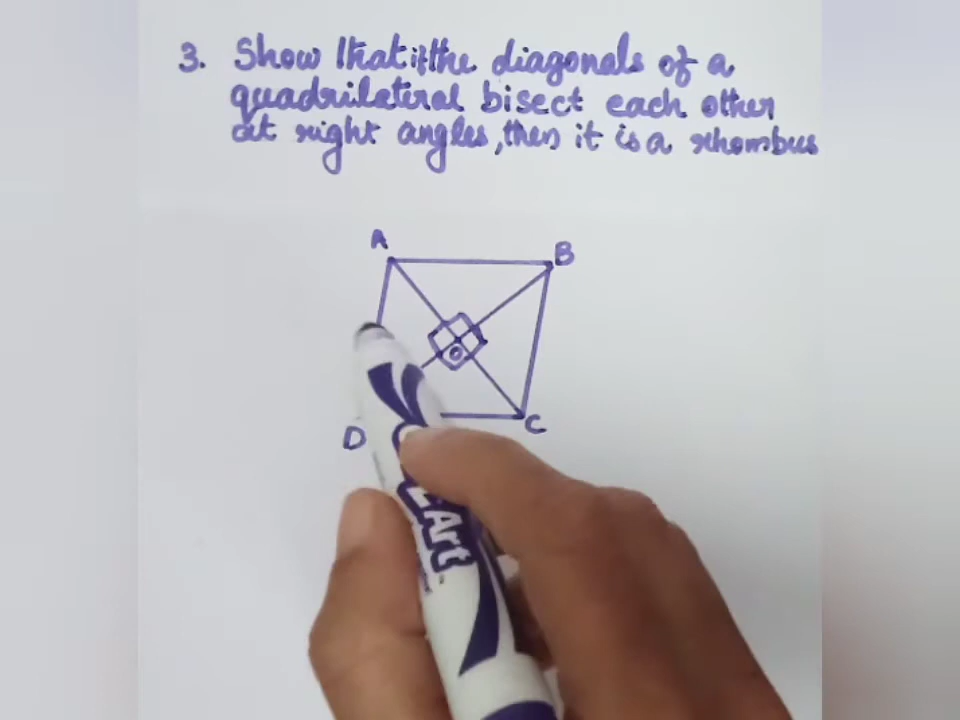 3. Show that if the diagonals of a
quadrilateral bisect each other
at right angles, then it is a rhombus
A
B
O
D
C
Art